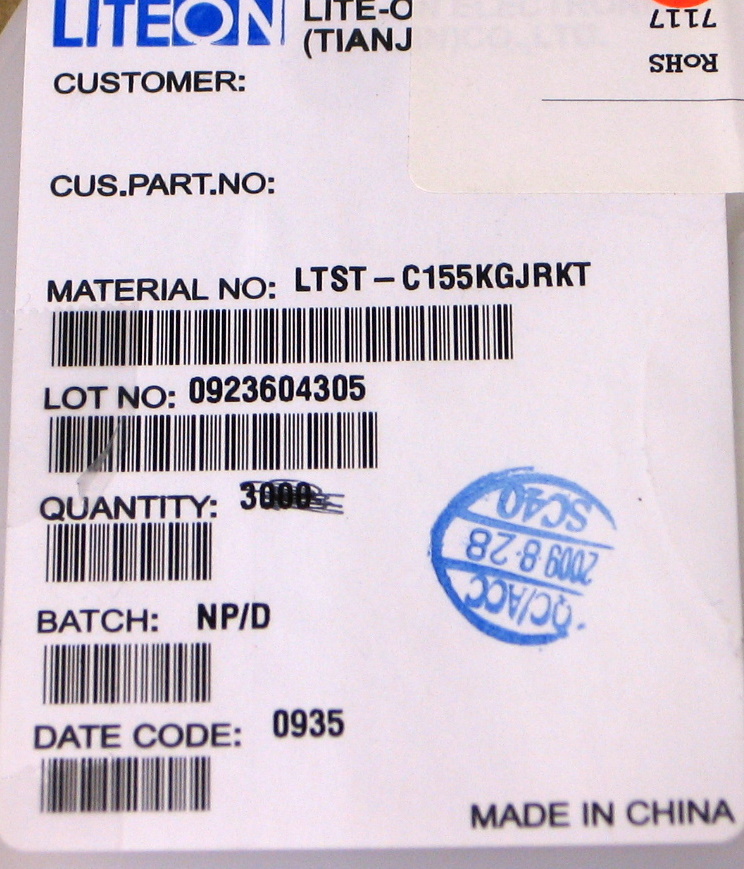 LITEON
LITE-O
(TIANJ
7117
RoHS
CUSTOMER:
CUS.PART.NO:
MATERIAL NO: LTST-C155KGJRKT
LOT NO: 0923604305
QUANTITY: 3000
BATCH: NP/D
DATE CODE: 0935
QC/ACC
2009·8·28
SC40
MADE IN CHINA